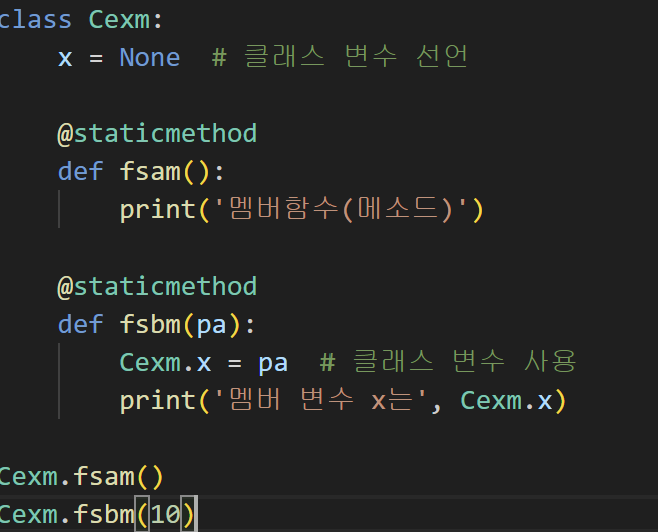 class Cexm:
    x = None  # 클래스 변수 선언

    @staticmethod
    def fsam():
        print('멤버함수(메소드)')

    @staticmethod
    def fsbm(pa):
        Cexm.x = pa  # 클래스 변수 사용
        print('멤버 변수 x는', Cexm.x)

Cexm.fsam()
Cexm.fsbm(10)